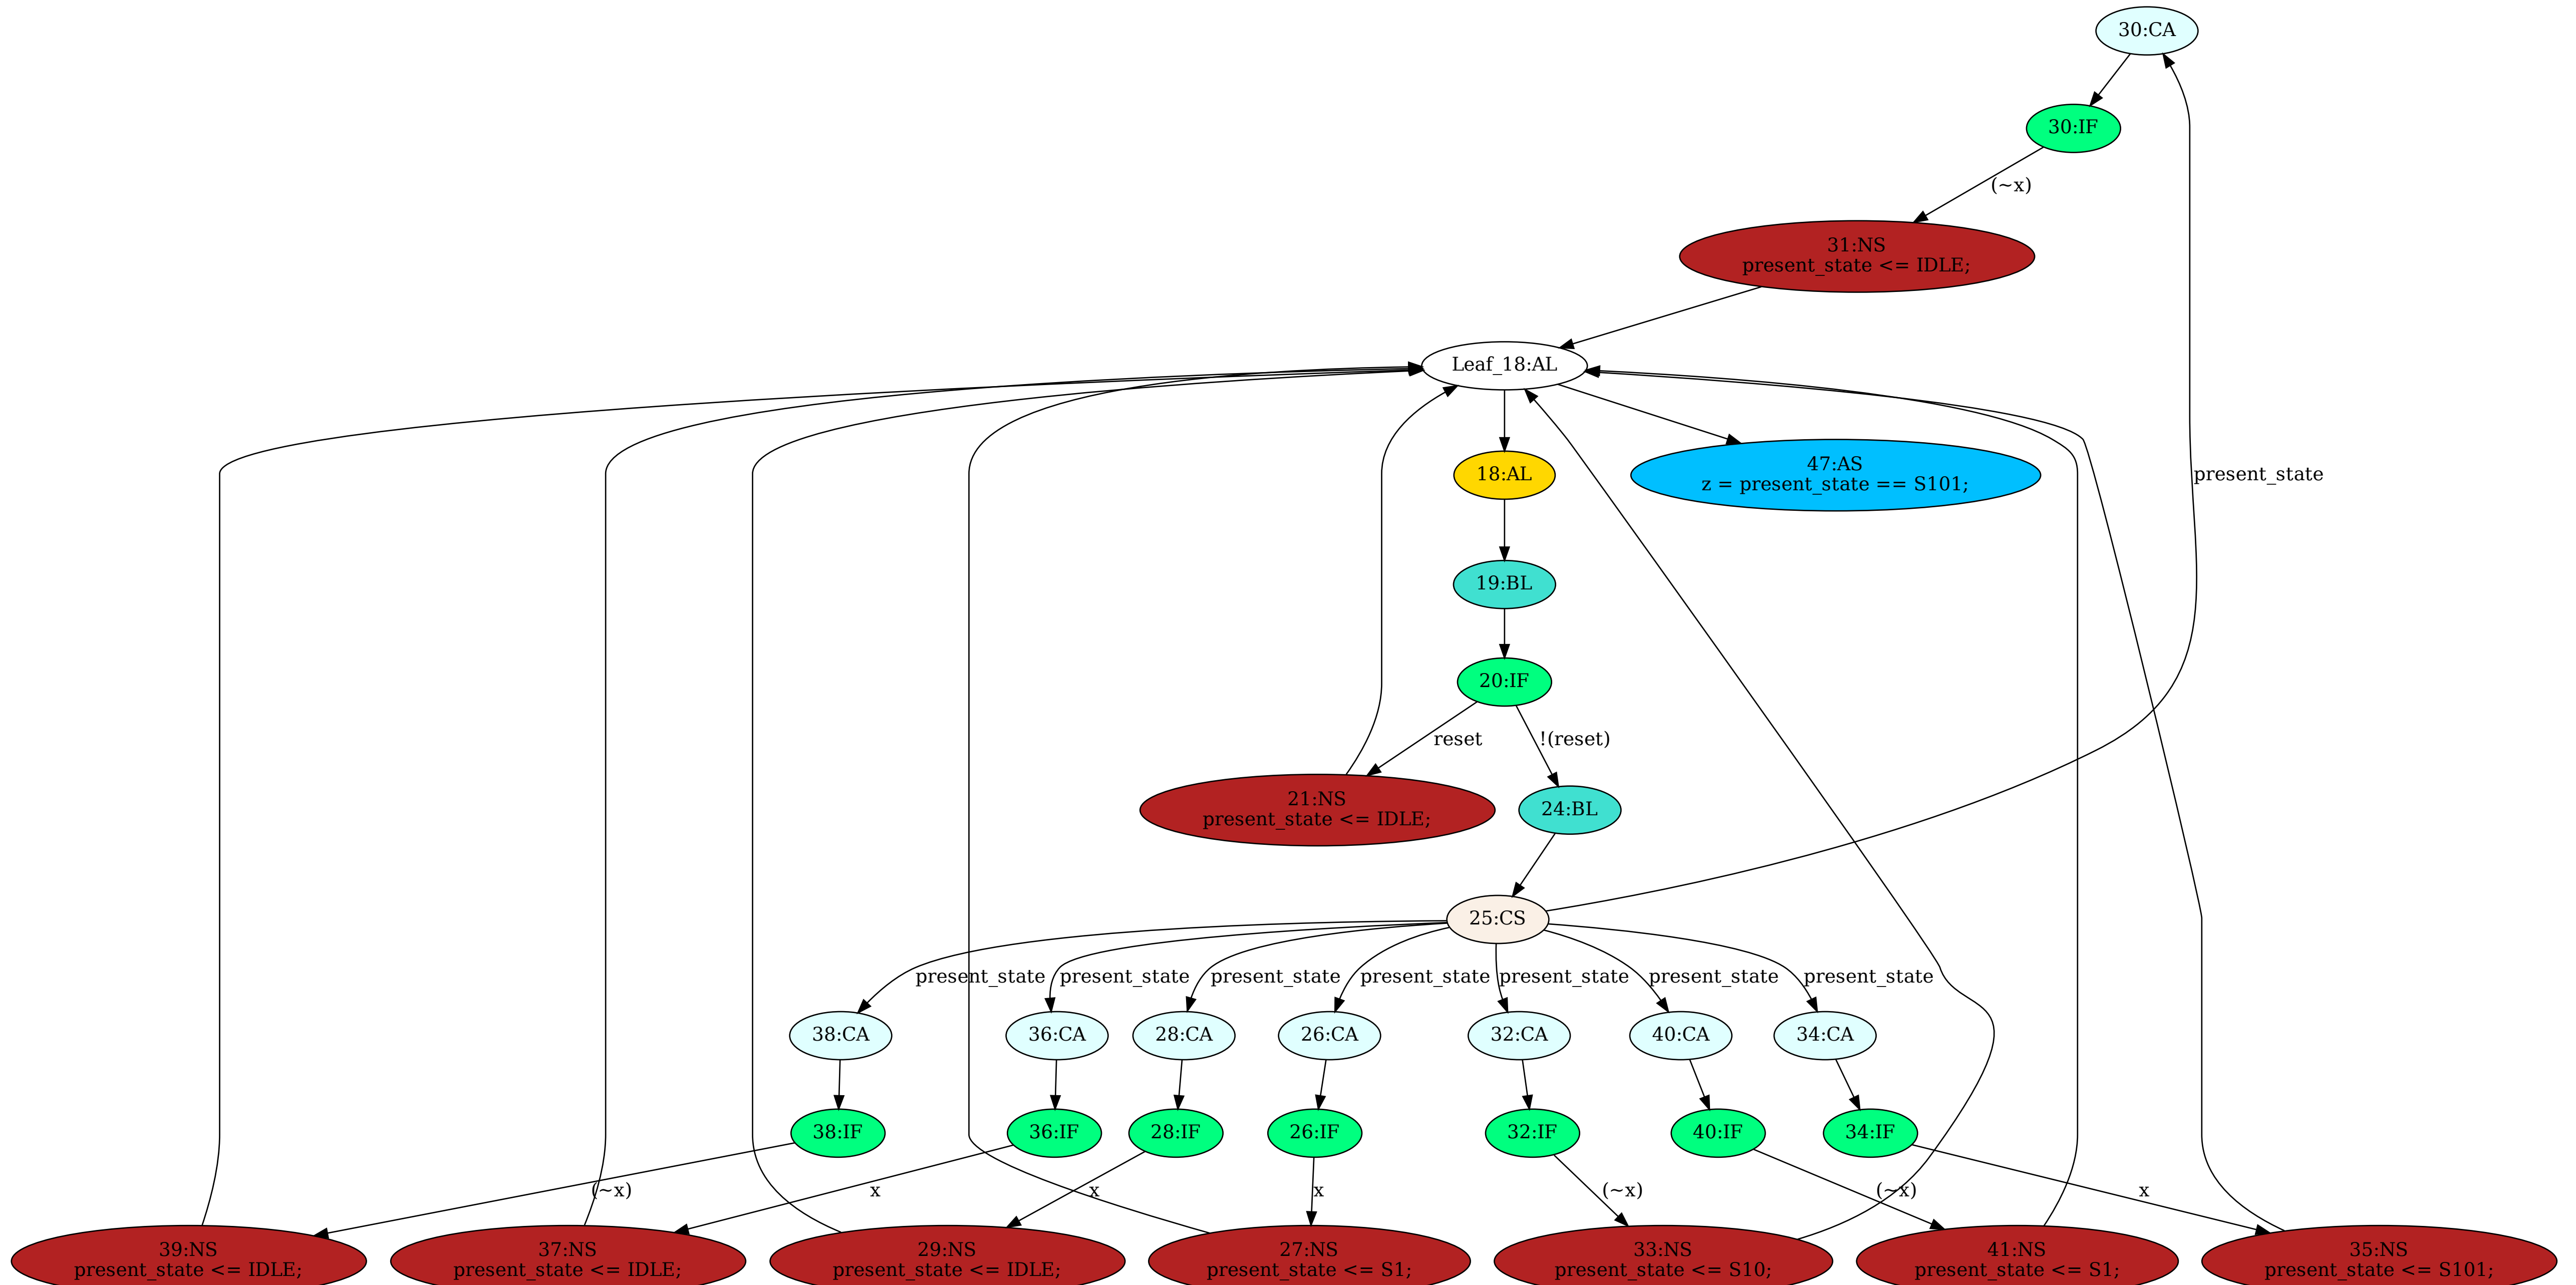 30:CA
30:IF
(~x)
31:NS
present_state <= IDLE;
Leaf_18:AL
18:AL
47:AS
z = present_state == S101;
present_state
19:BL
20:IF
reset
!(reset)
21:NS
present_state <= IDLE;
24:BL
25:CS
present_state
present_state
present_state
present_state
present_state
present_state
present_state
38:CA
36:CA
28:CA
26:CA
32:CA
40:CA
34:CA
38:IF
36:IF
28:IF
26:IF
32:IF
40:IF
34:IF
(~x)
x
x
x
(~x)
(~x)
x
39:NS
present_state <= IDLE;
37:NS
present_state <= IDLE;
29:NS
present_state <= IDLE;
27:NS
present_state <= S1;
33:NS
present_state <= S10;
41:NS
present_state <= S1;
35:NS
present_state <= S101;